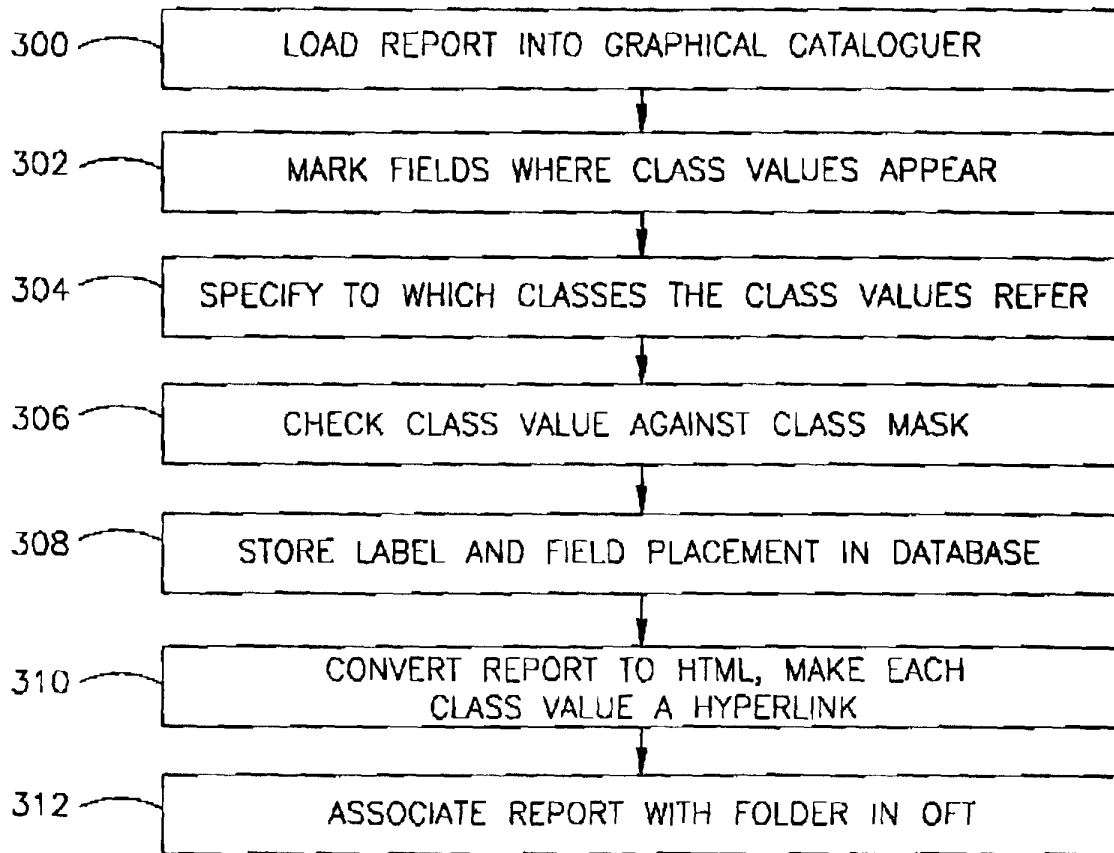 300 LOAD REPORT INTO GRAPHICAL CATALOGUER
302 MARK FIELDS WHERE CLASS VALUES APPEAR
304 SPECIFY TO WHICH CLASSES THE CLASS VALUES REFER
306 CHECK CLASS VALUE AGAINST CLASS MASK
308 STORE LABEL AND FIELD PLACEMENT IN DATABASE
310 CONVERT REPORT TO HTML, MAKE EACH
CLASS VALUE A HYPERLINK
312 ASSOCIATE REPORT WITH FOLDER IN OFT